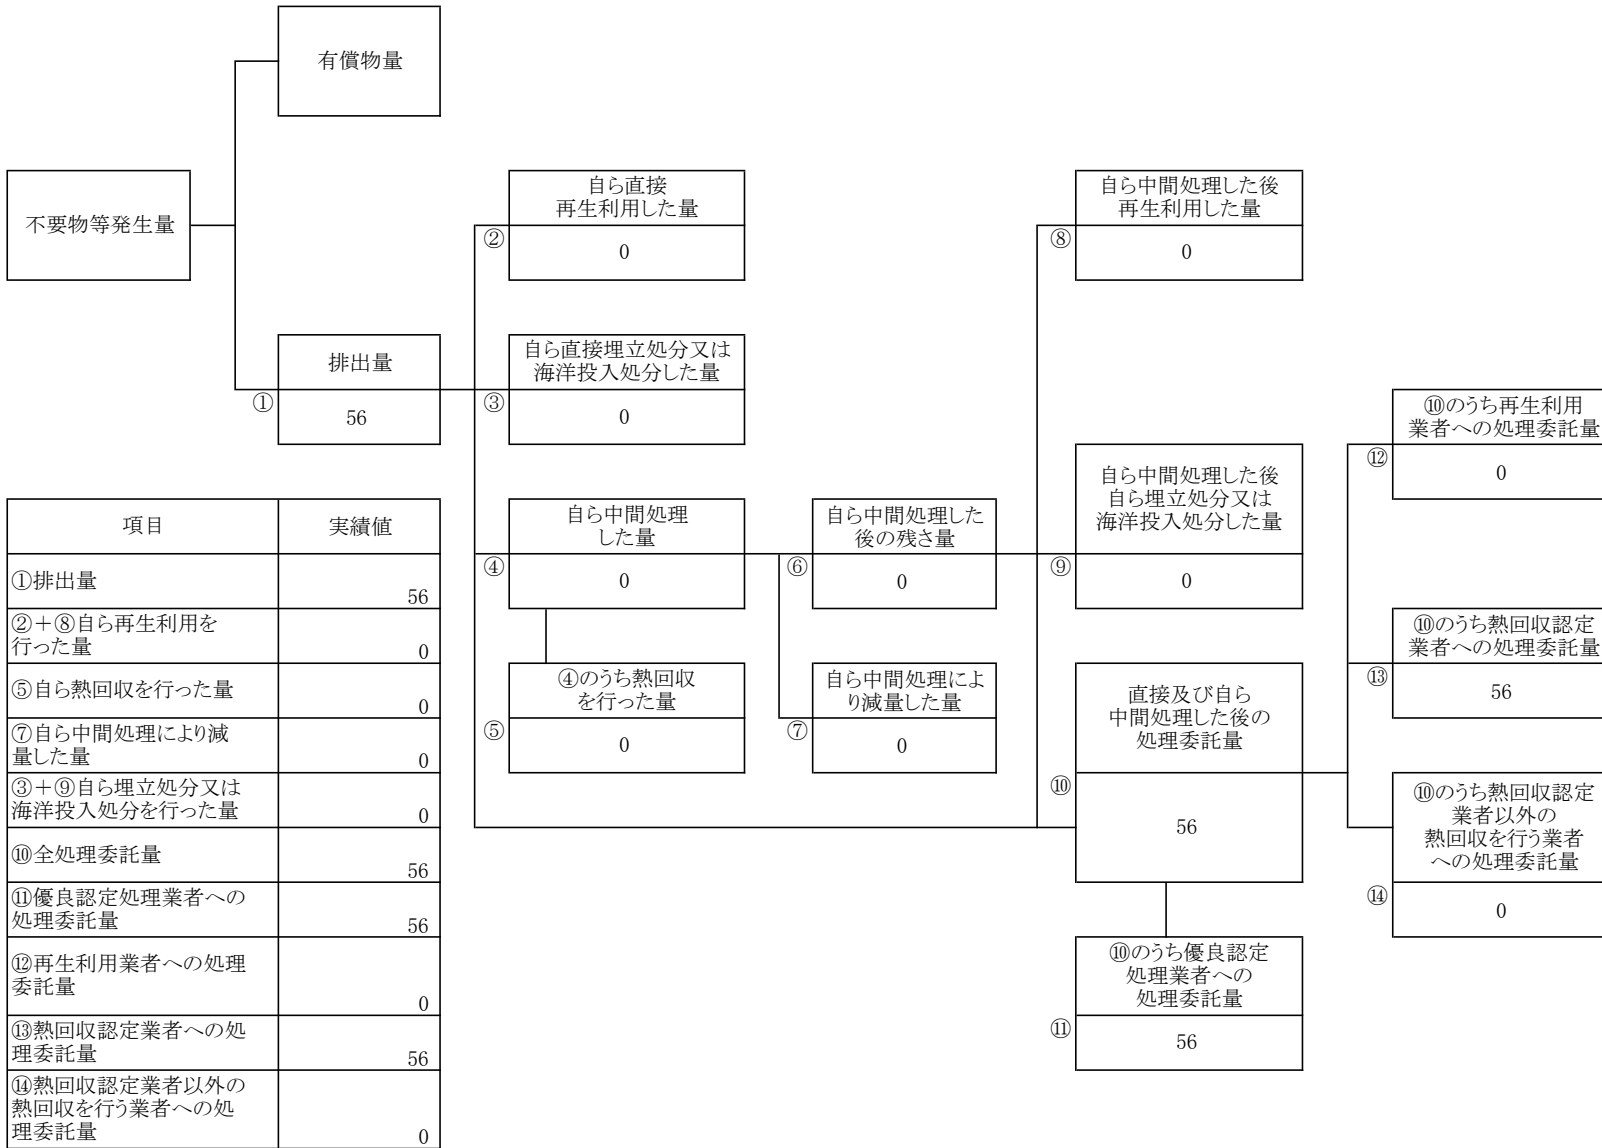 有償物量
不要物等発生量
排出量
①
56
自ら直接
再生利用した量
②
0
自ら直接埋立処分又は
海洋投入処分した量
③
0
自ら中間処理
した量
④
0
④のうち熱回収
を行った量
⑤
0
自ら中間処理した
後の残さ量
⑥
0
自ら中間処理によ
り減量した量
⑦
0
自ら中間処理した後
再生利用した量
⑧
0
自ら中間処理した後
自ら埋立処分又は
海洋投入処分した量
⑨
0
直接及び自ら
中間処理した後の
処理委託量
⑩
56
⑩のうち優良認定
処理業者への
処理委託量
⑪
56
⑩のうち再生利用
業者への処理委託量
⑫
0
⑩のうち熱回収認定
業者への処理委託量
⑬
56
⑩のうち熱回収認定
業者以外の
熱回収を行う業者
への処理委託量
⑭
0
項目 実績値
①排出量
56
②＋⑧自ら再生利用を
行った量
0
⑤自ら熱回収を行った量
0
⑦自ら中間処理により減
量した量
0
③＋⑨自ら埋立処分又は
海洋投入処分を行った量
0
⑩全処理委託量
56
⑪優良認定処理業者への
処理委託量
56
⑫再生利用業者への処理
委託量
0
⑬熱回収認定業者への処
理委託量
56
⑭熱回収認定業者以外の
熱回収を行う業者への処
理委託量
0